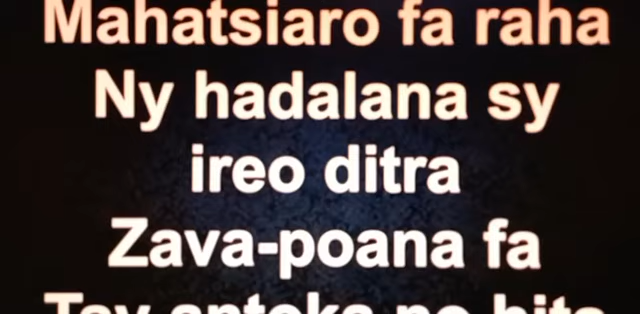 Mahatsiaro fa raha
Ny hadalana sy
ireo ditra
Zava-poana fa